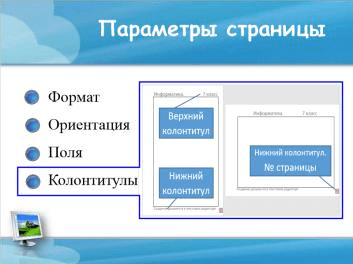 Параметры страницы
Формат
Ориентация
Поля
Колонтитулы
Информатика 7 класс
Верхний
колонтитул
Нижний
колонтитул
Информатика 7 класс
Нижний колонтитул.
№ страницы